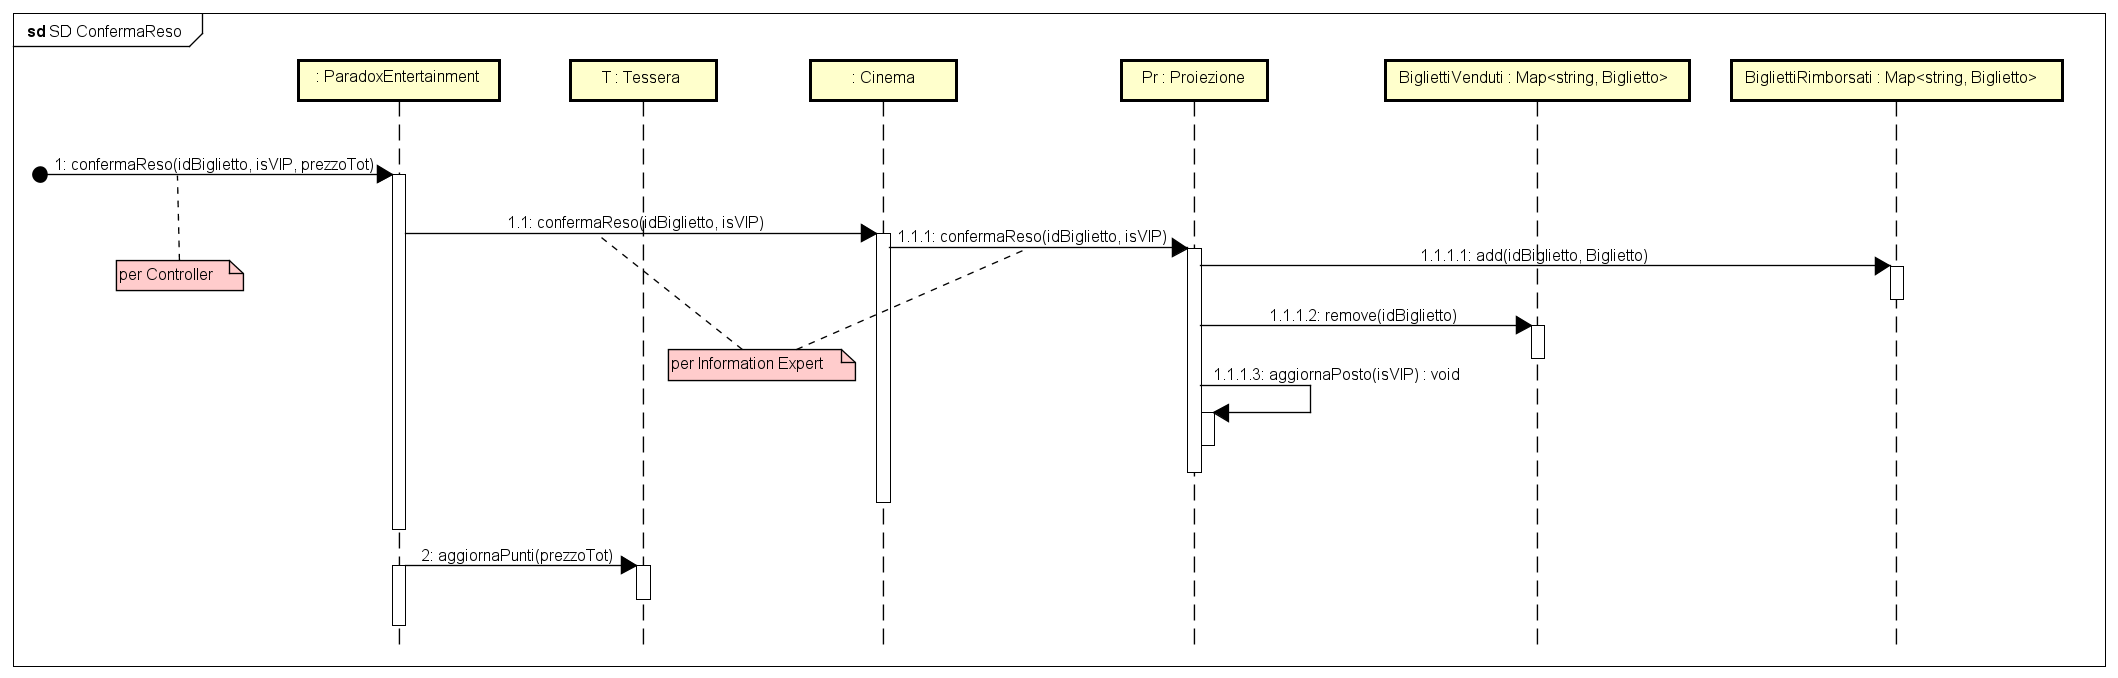 sd SD ConfermaReso
: ParadoxEntertainment
T : Tessera
: Cinema
Pr : Proiezione
BigliettiVenduti : Map<string, Biglietto>
BigliettiRimborsati : Map<string, Biglietto>
1: confermaReso(idBiglietto, isVIP, prezzoTot)
1.1: confermaReso(idBiglietto, isVIP)
1.1.1: confermaReso(idBiglietto, isVIP)
1.1.1.1: add(idBiglietto, Biglietto)
per Controller
1.1.1.2: remove(idBiglietto)
per Information Expert
1.1.1.3: aggiornaPosto(isVIP) : void
2: aggiornaPunti(prezzoTot)